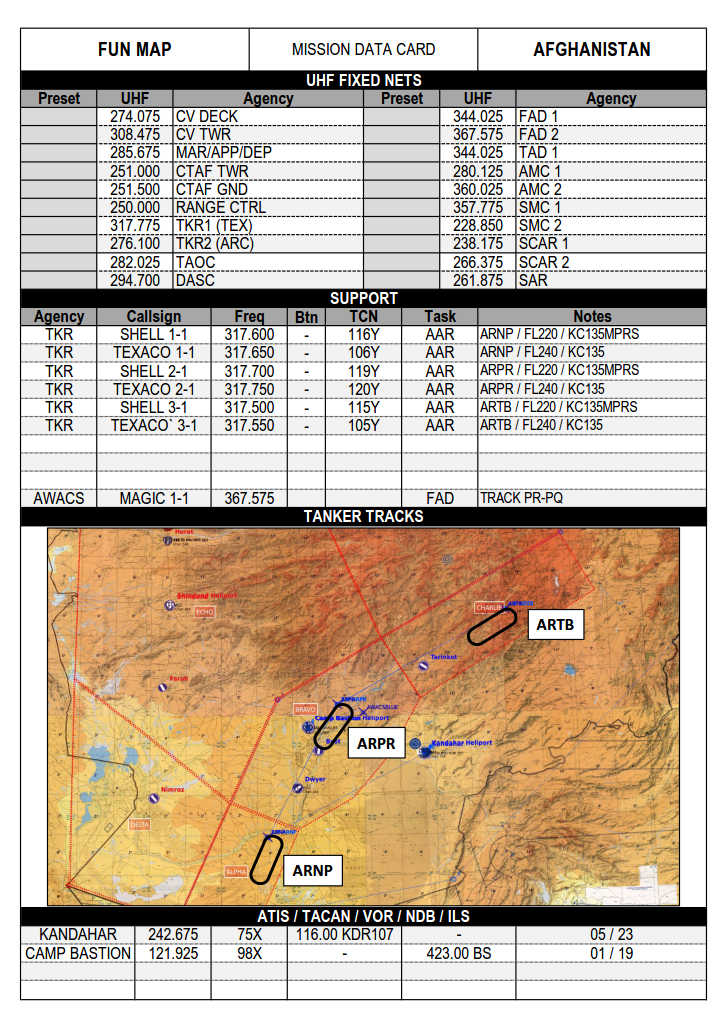 FUN MAP MISSION DATA CARD AFGHANISTAN
UHF FIXED NETS
Preset UHF Agency Preset UHF Agency
274.075 CV DECK 344.025 FAD 1
308.475 CV TWR 367.575 FAD 2
285.675 MAR/APP/DEP 344.025 TAD 1
251.000 CTAF TWR 280.125 AMC 1
251.500 CTAF GND 360.025 AMC 2
250.000 RANGE CTRL 357.775 SMC 1
317.775 TKR1 (TEX) 228.850 SMC 2
276.100 TKR2 (ARC) 238.175 SCAR 1
282.025 TAOC 266.375 SCAR 2
294.700 DASC 261.875 SAR
SUPPORT
Agency Callsign Freq Btn TCN Task Notes
TKR SHELL 1-1 317.600 - 116Y AAR ARNP / FL220 / KC135MPRS
TKR TEXACO 1-1 317.650 - 106Y AAR ARNP / FL240 / KC135
TKR SHELL 2-1 317.700 - 119Y AAR ARPR / FL220 / KC135MPRS
TKR TEXACO 2-1 317.750 - 120Y AAR ARPR / FL240 / KC135
TKR SHELL 3-1 317.500 - 115Y AAR ARTB / FL220 / KC135MPRS
TKR TEXACO` 3-1 317.550 - 105Y AAR ARTB / FL240 / KC135
AWACS MAGIC 1-1 367.575 FAD TRACK PR-PQ
TANKER TRACKS
Herat
Shindand Heliport
ECHO
CHARLIE
ARTB
Tarinkot
Farah
BRAVO
AWACSBLUE
Camp Bastion Heliport
ARPR
Kandahar Heliport
Dwyer
Nimroz
DELTA
ALPHA
ARNP
ATIS / TACAN / VOR / NDB / ILS
KANDAHAR 242.675 75X 116.00 KDR107 - 05 / 23
CAMP BASTION 121.925 98X - 423.00 BS 01 / 19